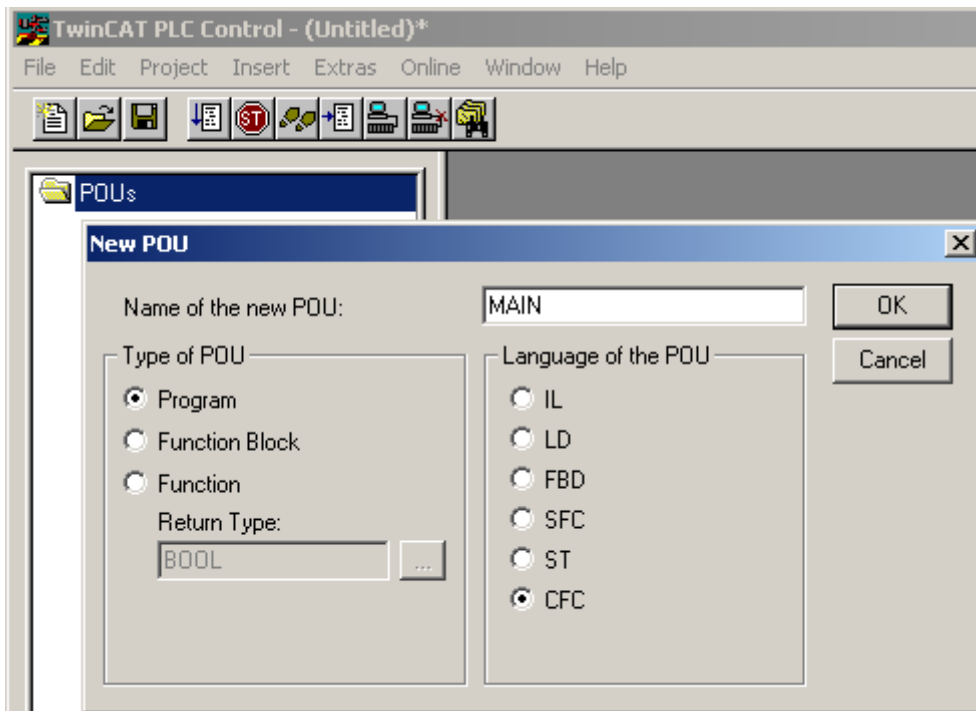 TwinCAT PLC Control - (Untitled)*
File Edit Project Insert Extras Online Window Help
ST
POUs
New POU
Name of the new POU: MAIN OK
Cancel
Type of POU
Program
Function Block
Function
Return Type:
BOOL ...
Language of the POU
IL
LD
FBD
SFC
ST
CFC